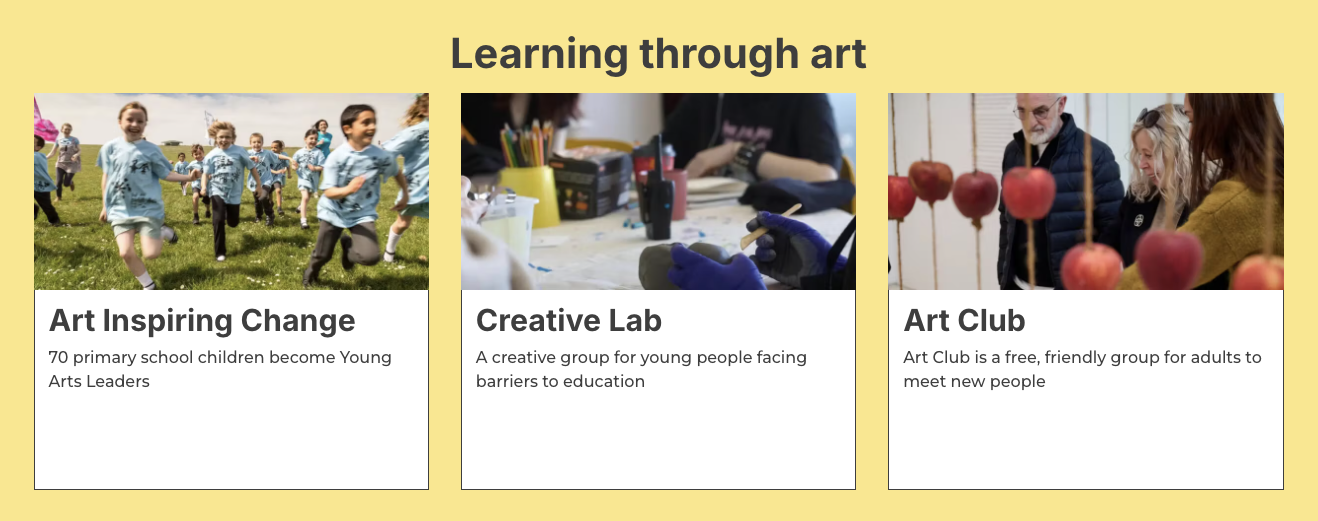 Learning through art
Art Inspiring Change
70 primary school children become Young
Arts Leaders
Creative Lab
A creative group for young people facing
barriers to education
Art Club
Art Club is a free, friendly group for adults to
meet new people